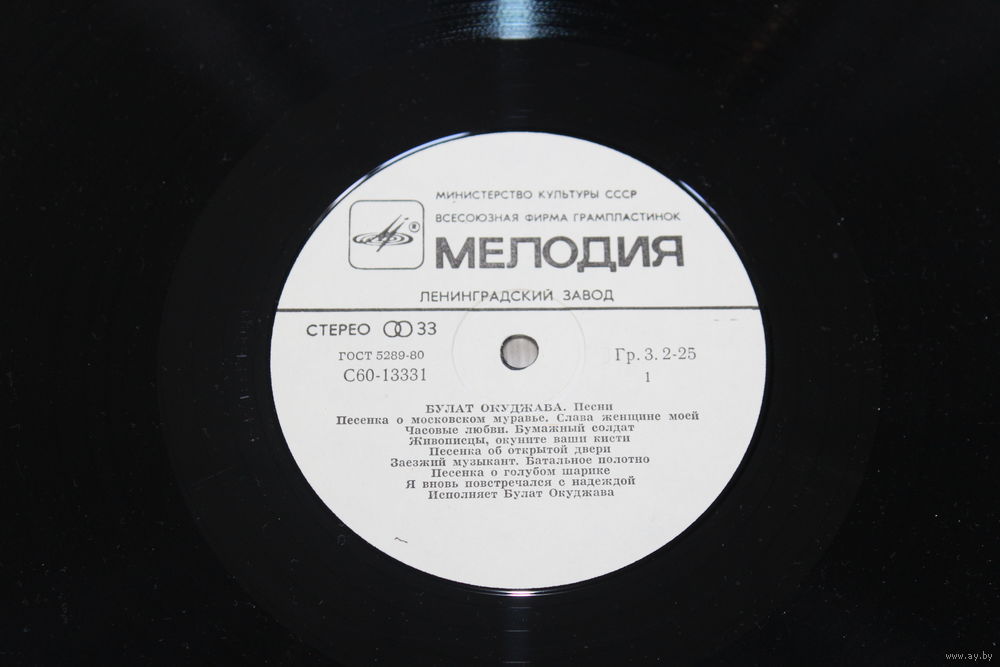 МИНИСТЕРСТВО КУЛЬТУРЫ СССР
ВСЕСОЮЗНАЯ ФИРМА ГРАМПЛАСТИНОК
®
МЕЛОДИЯ
ЛЕНИНГРАДСКИЙ ЗАВОД
СТЕРЕО 33
ГОСТ 5289-80
С60-13331
Гр. 3. 2-25
1
БУЛАТ ОКУДЖАВА. Песни
Песенка о московском муравье. Слава женщине моей
Часовые любви. Бумажный солдат
Живописцы, окуните ваши кисти
Песенка об открытой двери
Заезжий музыкант. Батальное полотно
Песенка о голубом шарике
Я вновь повстречался с надеждой
Исполняет Булат Окуджава
www.ay.by